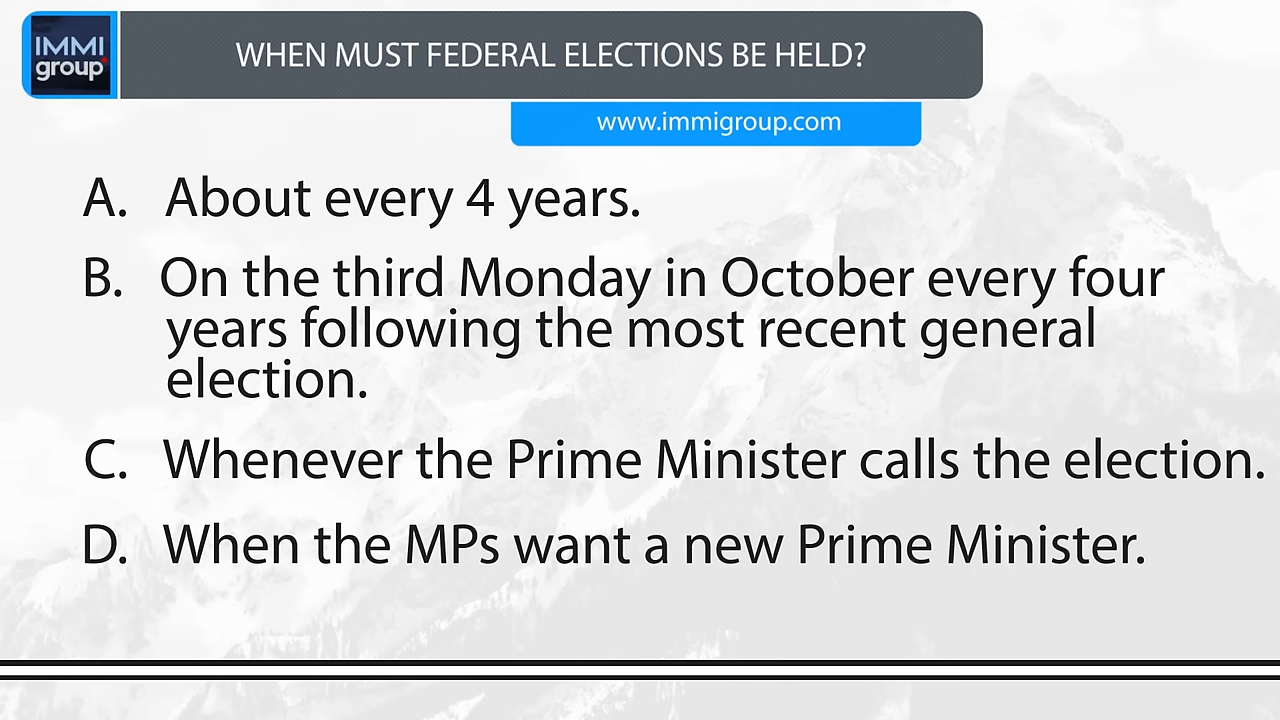 IMMI
group
WHEN MUST FEDERAL ELECTIONS BE HELD?
www.immigroup.com
A. About every 4 years.
B. On the third Monday in October every four
years following the most recent general
election.
C. Whenever the Prime Minister calls the election.
D. When the MPs want a new Prime Minister.